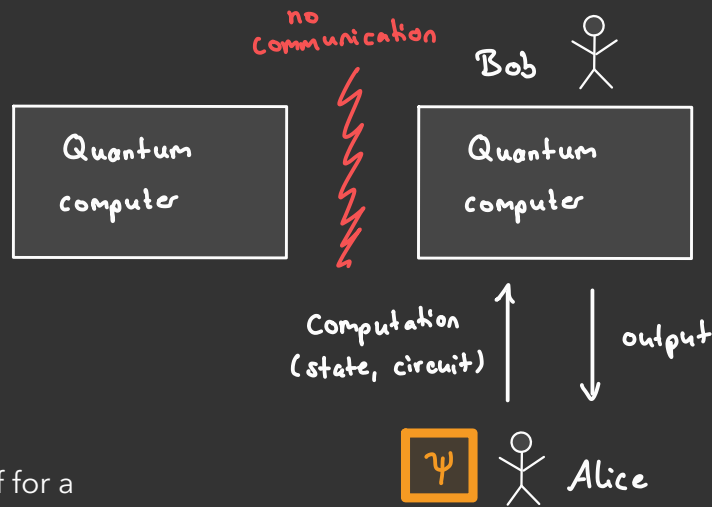 no
communication
Bob
Quantum
computer
Quantum
computer
Computation
(state, circuit)
output
ψ
Alice
f for a